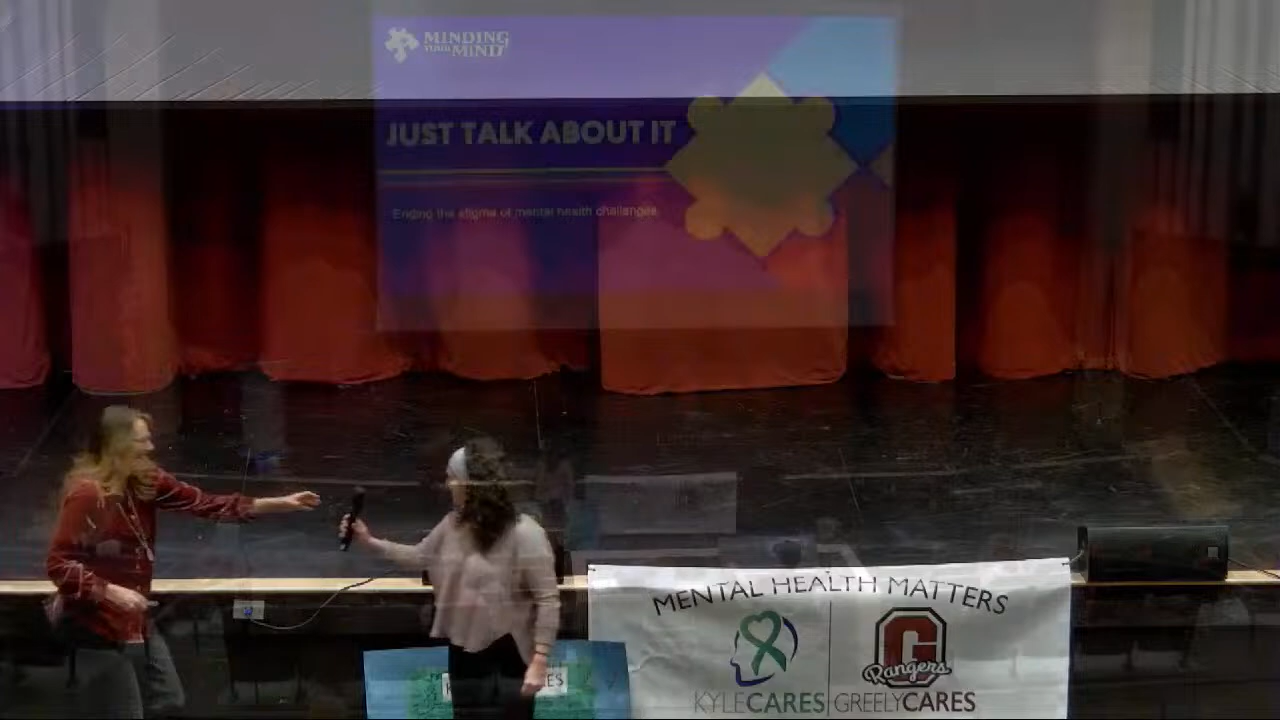 MINDING
YOUR MIND
JUST TALK ABOUT IT
Ending the stigma of mental health challenges
MENTAL HEALTH MATTERS
G
Rangers
KYLECARES GREELYCARES